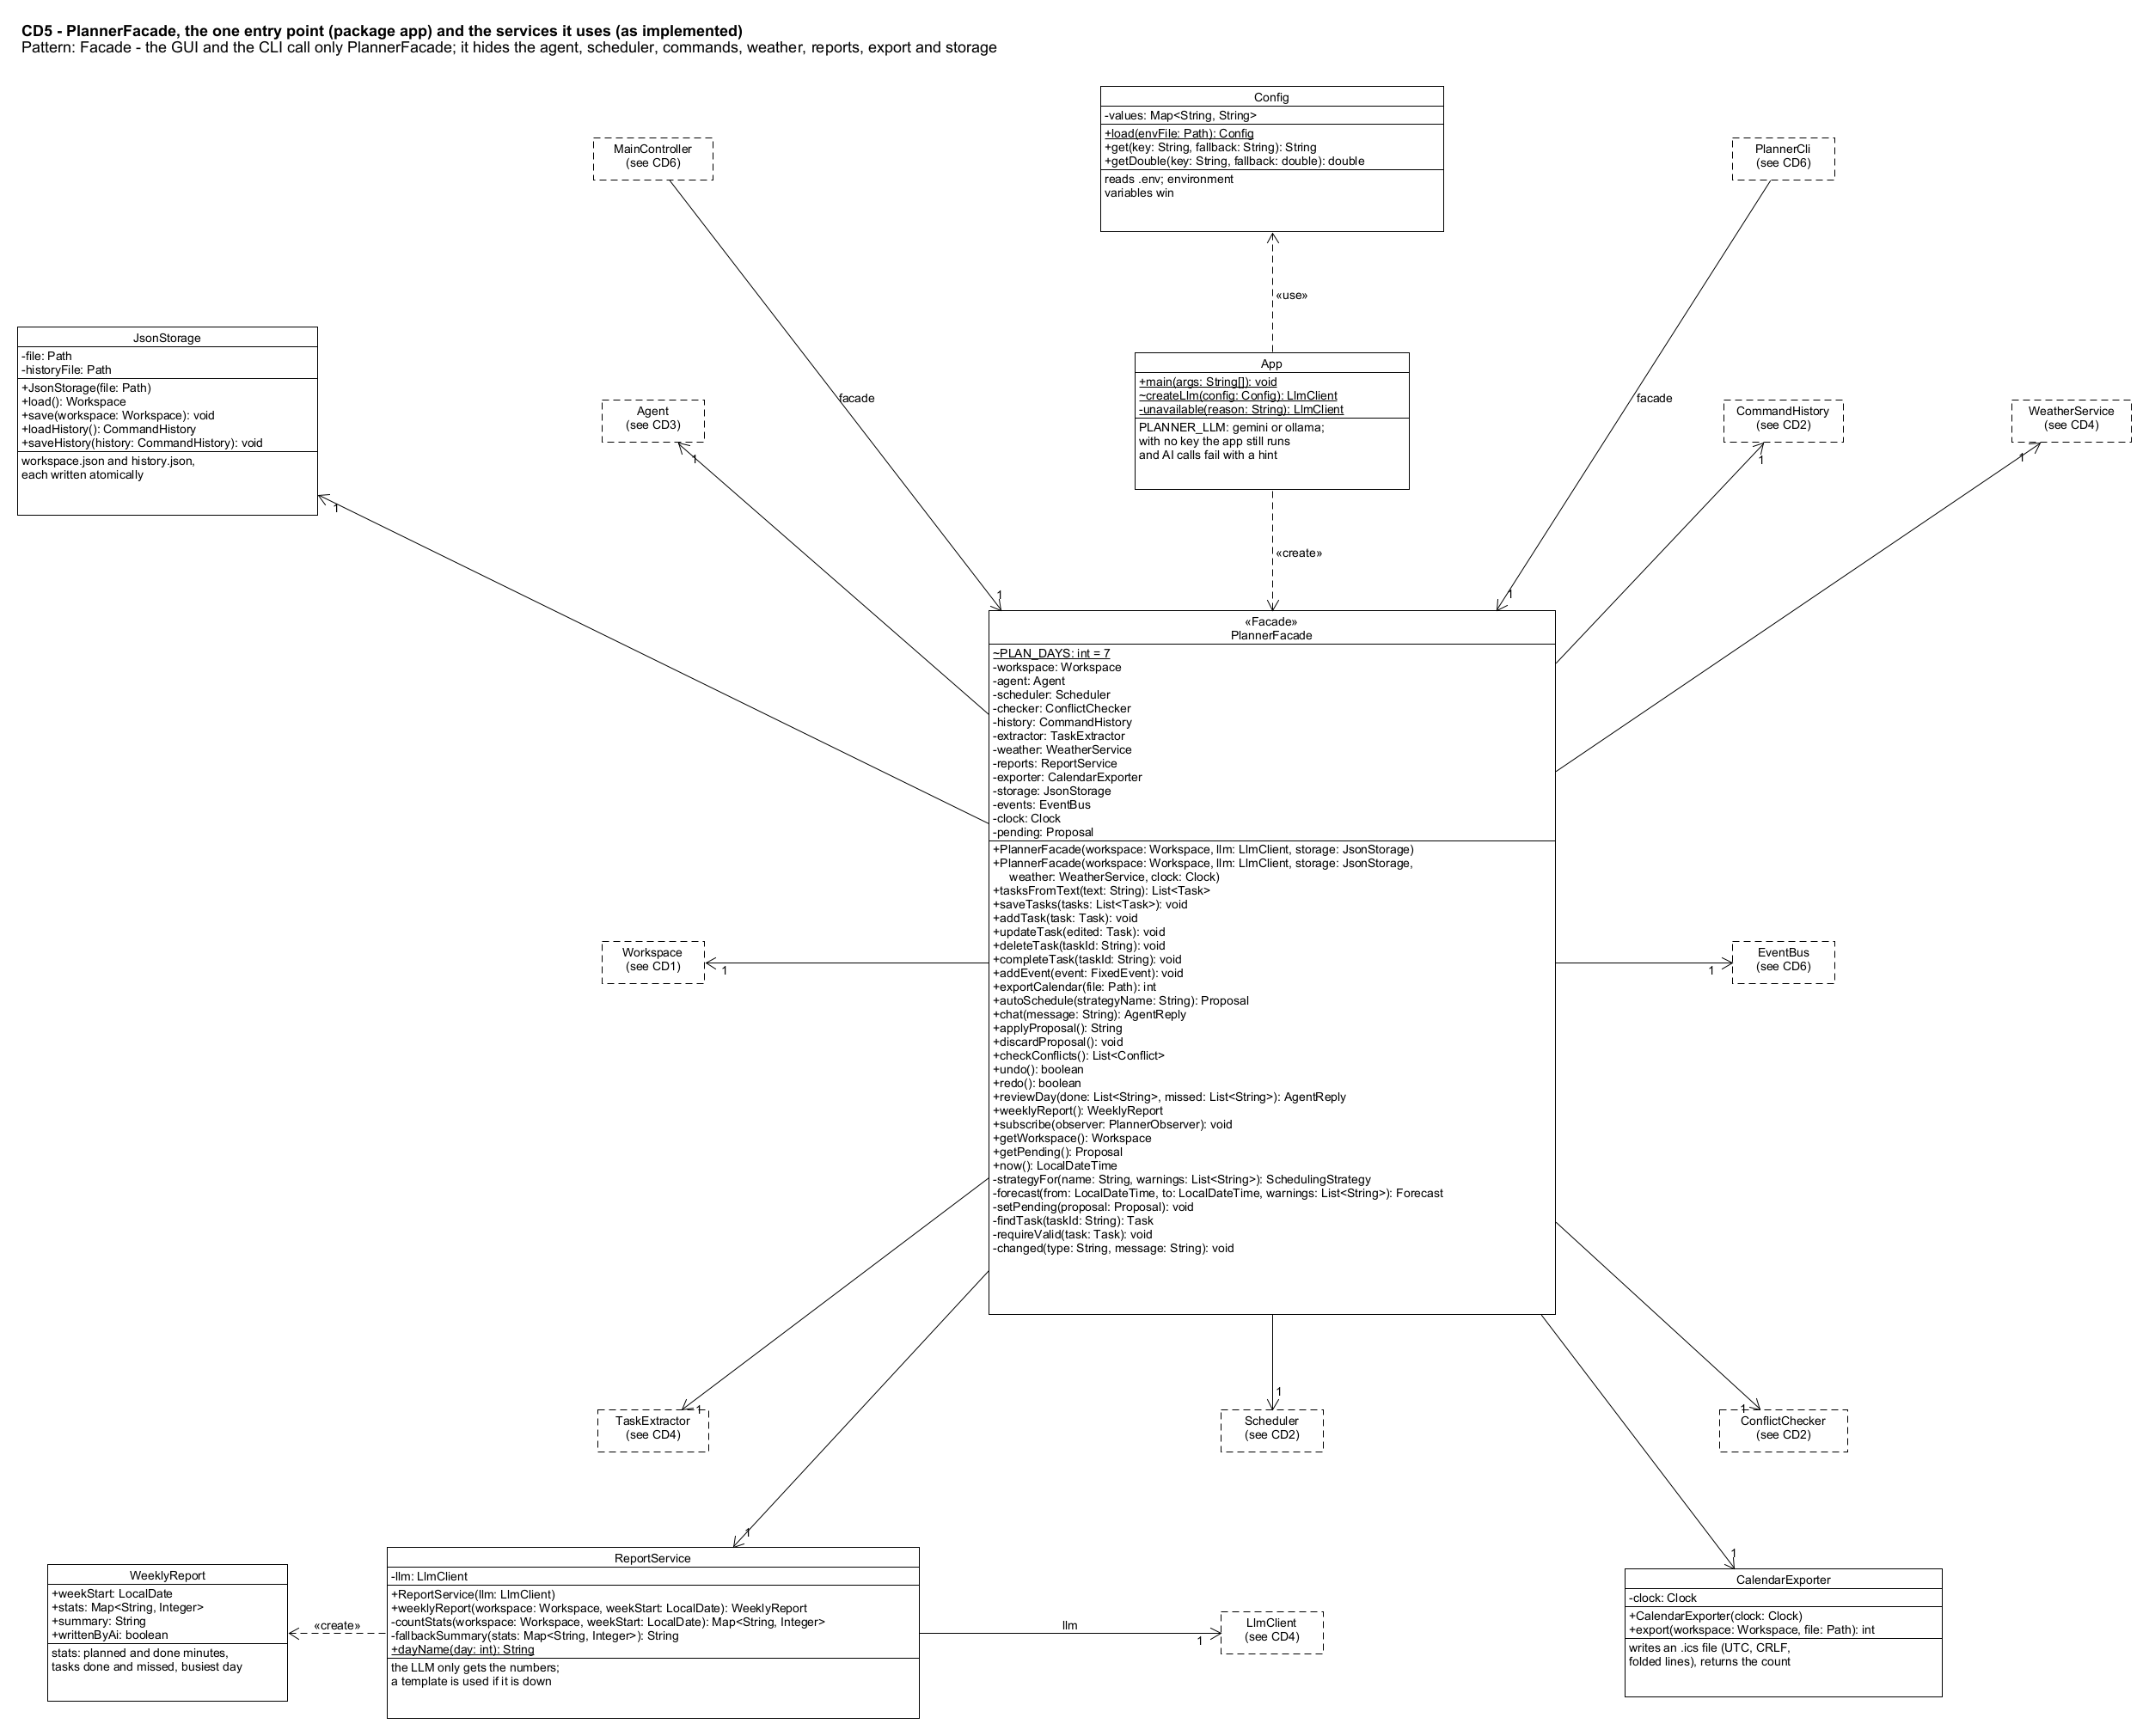 CD5 - PlannerFacade, the one entry point (package app) and the services it uses (as implemented)
Pattern: Facade - the GUI and the CLI call only PlannerFacade; it hides the agent, scheduler, commands, weather, reports, export and storage
Config
-values: Map<String, String>
+load(envFile: Path): Config
+get(key: String, fallback: String): String
+getDouble(key: String, fallback: double): double
reads .env; environment
variables win
MainController
(see CD6)
PlannerCli
(see CD6)
«use»
JsonStorage
-file: Path
-historyFile: Path
+JsonStorage(file: Path)
+load(): Workspace
+save(workspace: Workspace): void
+loadHistory(): CommandHistory
+saveHistory(history: CommandHistory): void
workspace.json and history.json,
each written atomically
1
Agent
(see CD3)
1
facade
App
+main(args: String[]): void
~createLlm(config: Config): LlmClient
-unavailable(reason: String): LlmClient
PLANNER_LLM: gemini or ollama;
with no key the app still runs
and AI calls fail with a hint
facade
CommandHistory
(see CD2)
1
WeatherService
(see CD4)
1
«create»
1
1
«Facade»
PlannerFacade
~PLAN_DAYS: int = 7
-workspace: Workspace
-agent: Agent
-scheduler: Scheduler
-checker: ConflictChecker
-history: CommandHistory
-extractor: TaskExtractor
-weather: WeatherService
-reports: ReportService
-exporter: CalendarExporter
-storage: JsonStorage
-events: EventBus
-clock: Clock
-pending: Proposal
+PlannerFacade(workspace: Workspace, llm: LlmClient, storage: JsonStorage)
+PlannerFacade(workspace: Workspace, llm: LlmClient, storage: JsonStorage,
weather: WeatherService, clock: Clock)
+tasksFromText(text: String): List<Task>
+saveTasks(tasks: List<Task>): void
+addTask(task: Task): void
+updateTask(edited: Task): void
+deleteTask(taskId: String): void
+completeTask(taskId: String): void
+addEvent(event: FixedEvent): void
+exportCalendar(file: Path): int
+autoSchedule(strategyName: String): Proposal
+chat(message: String): AgentReply
+applyProposal(): String
+discardProposal(): void
+checkConflicts(): List<Conflict>
+undo(): boolean
+redo(): boolean
+reviewDay(done: List<String>, missed: List<String>): AgentReply
+weeklyReport(): WeeklyReport
+subscribe(observer: PlannerObserver): void
+getWorkspace(): Workspace
+getPending(): Proposal
+now(): LocalDateTime
-strategyFor(name: String, warnings: List<String>): SchedulingStrategy
-forecast(from: LocalDateTime, to: LocalDateTime, warnings: List<String>): Forecast
-setPending(proposal: Proposal): void
-findTask(taskId: String): Task
-requireValid(task: Task): void
-changed(type: String, message: String): void
Workspace
(see CD1)
1
EventBus
(see CD6)
1
TaskExtractor
(see CD4)
1
Scheduler
(see CD2)
1
ConflictChecker
(see CD2)
1
WeeklyReport
+weekStart: LocalDate
+stats: Map<String, Integer>
+summary: String
+writtenByAi: boolean
stats: planned and done minutes,
tasks done and missed, busiest day
«create»
1
ReportService
-llm: LlmClient
+ReportService(llm: LlmClient)
+weeklyReport(workspace: Workspace, weekStart: LocalDate): WeeklyReport
-countStats(workspace: Workspace, weekStart: LocalDate): Map<String, Integer>
-fallbackSummary(stats: Map<String, Integer>): String
+dayName(day: int): String
the LLM only gets the numbers;
a template is used if it is down
llm
1
LlmClient
(see CD4)
1
CalendarExporter
-clock: Clock
+CalendarExporter(clock: Clock)
+export(workspace: Workspace, file: Path): int
writes an .ics file (UTC, CRLF,
folded lines), returns the count